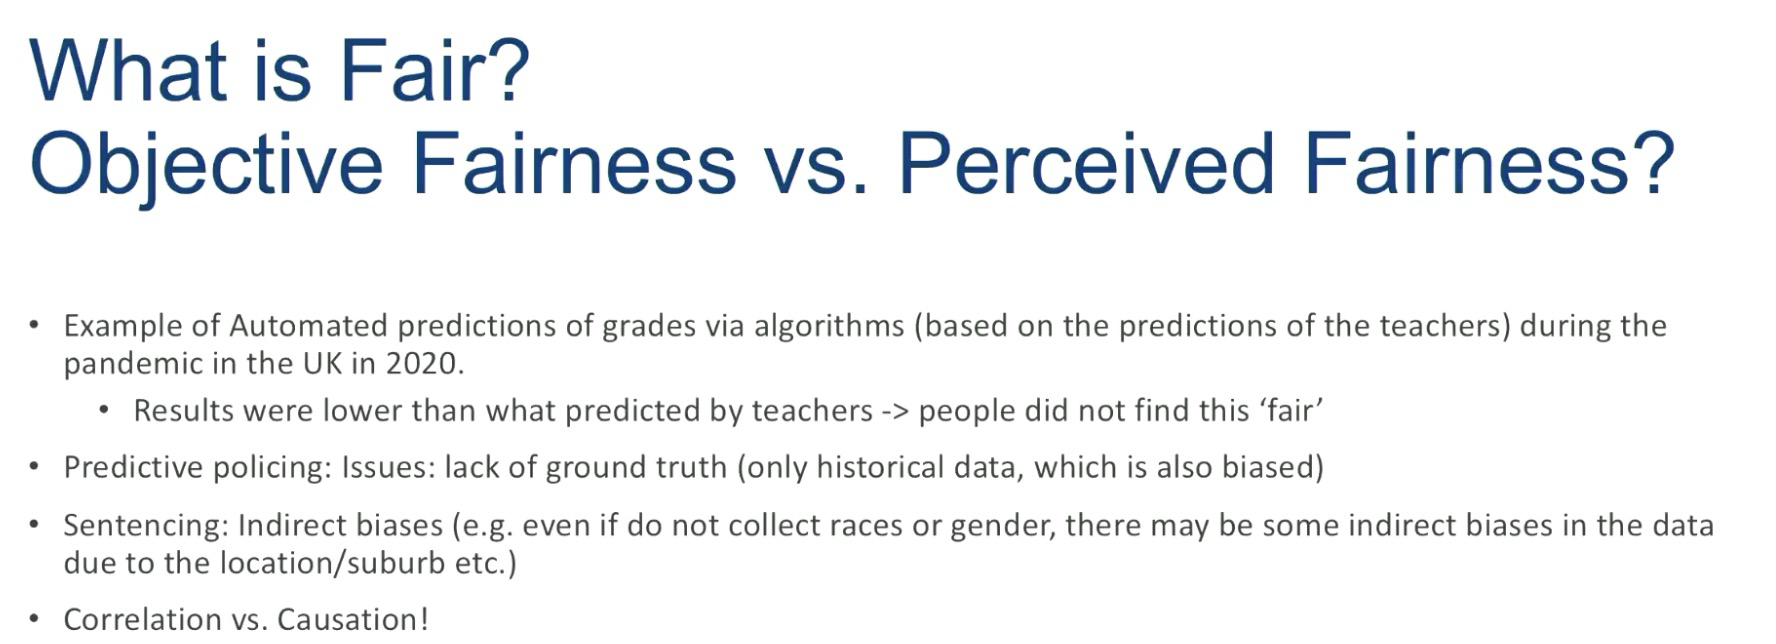 What is Fair?
Objective Fairness vs. Perceived Fairness?
• Example of Automated predictions of grades via algorithms (based on the predictions of the teachers) during the
pandemic in the UK in 2020.
• Results were lower than what predicted by teachers -> people did not find this ‘fair’
• Predictive policing: Issues: lack of ground truth (only historical data, which is also biased)
• Sentencing: Indirect biases (e.g. even if do not collect races or gender, there may be some indirect biases in the data
due to the location/suburb etc.)
• Correlation vs. Causation!